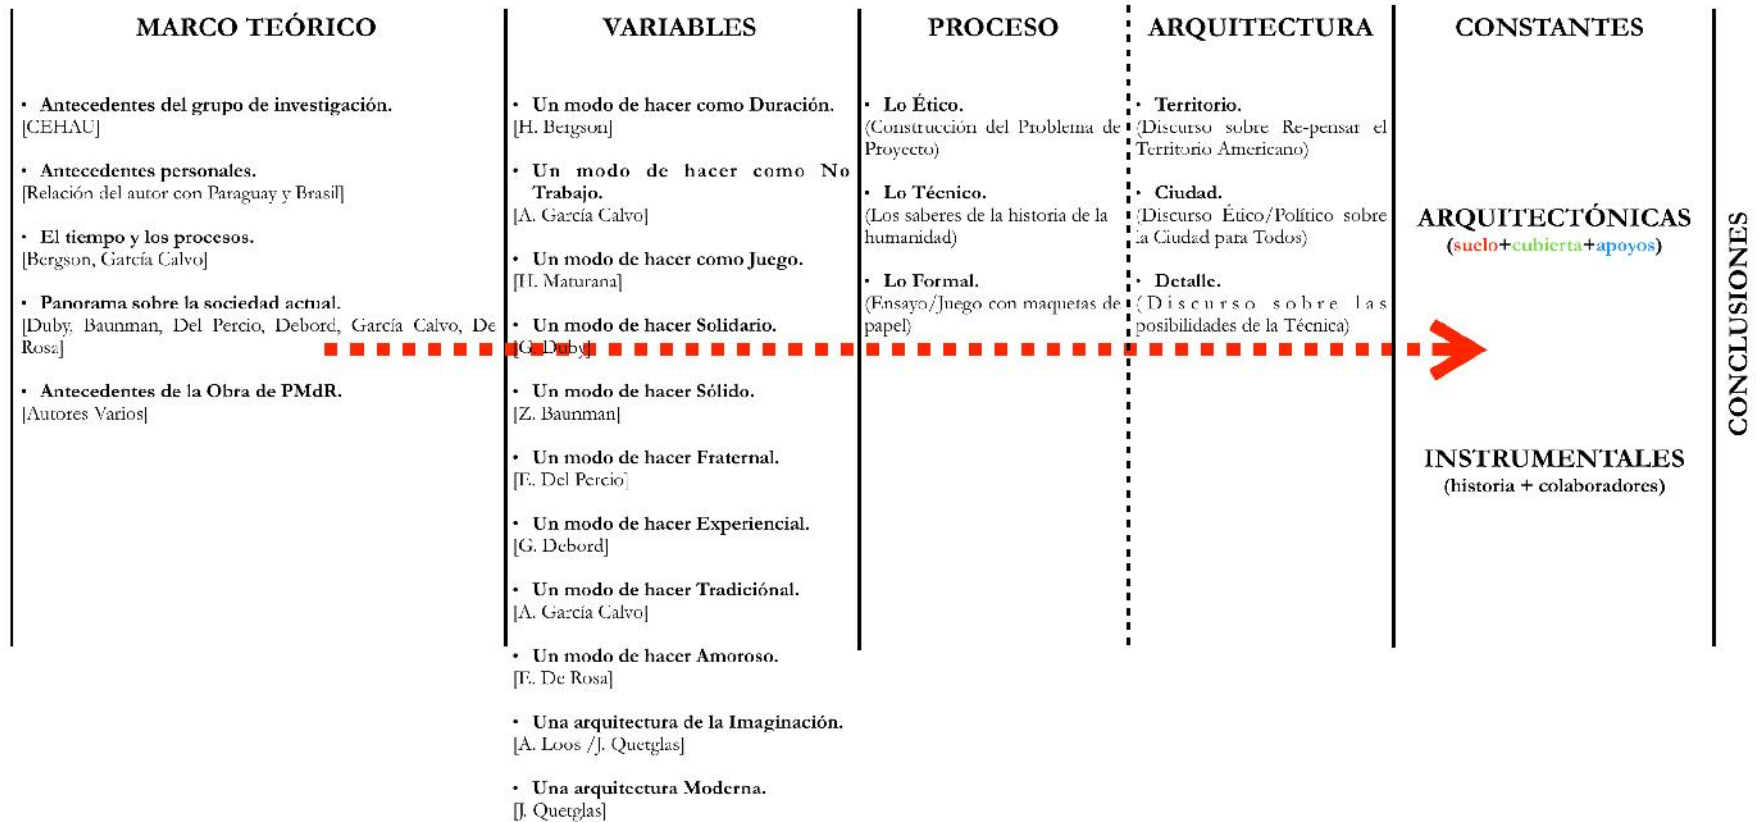 MARCO TEÓRICO
• Antecedentes del grupo de investigación.
[CEHAU]
• Antecedentes personales.
[Relación del autor con Paraguay y Brasil]
• El tiempo y los procesos.
[Bergson, García Calvo]
• Panorama sobre la sociedad actual.
[Duby, Baunman, Del Percio, Debord, García Calvo, De
Rosa]
• Antecedentes de la Obra de PMdR.
[Autores Varios]
VARIABLES
• Un modo de hacer como Duración.
[H. Bergson]
• Un modo de hacer como No
Trabajo.
[A. García Calvo]
• Un modo de hacer como Juego.
[H. Maturana]
• Un modo de hacer Solidario.
[G. Duby]
• Un modo de hacer Sólido.
[Z. Baunman]
• Un modo de hacer Fraternal.
[E. Del Percio]
• Un modo de hacer Experiencial.
[G. Debord]
• Un modo de hacer Tradiciónal.
[A. García Calvo]
• Un modo de hacer Amoroso.
[E. De Rosa]
• Una arquitectura de la Imaginación.
[A. Loos /J. Quetglas]
• Una arquitectura Moderna.
[J. Quetglas]
PROCESO
• Lo Ético.
(Construcción del Problema de
Proyecto)
• Lo Técnico.
(Los saberes de la historia de la
humanidad)
• Lo Formal.
(Ensayo/Juego con maquetas de
papel)
ARQUITECTURA
• Territorio.
(Discurso sobre Re-pensar el
Territorio Americano)
• Ciudad.
(Discurso Ético/Político sobre
la Ciudad para Todos)
• Detalle.
(Discurso sobre las
posibilidades de la Técnica)
CONSTANTES
ARQUITECTÓNICAS
(suelo+cubierta+apoyos)
INSTRUMENTALES
(historia + colaboradores)
CONCLUSIONES